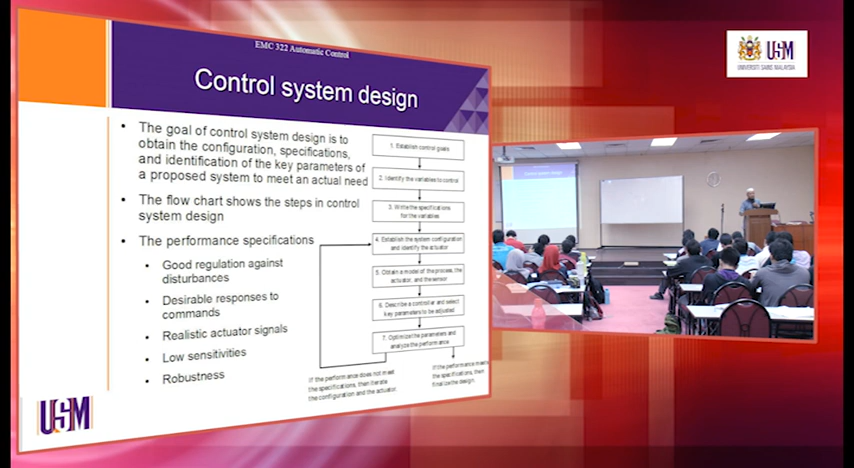 EMC 322 Automatic Control
Control system design
• The goal of control system design is to
obtain the configuration, specifications,
and identification of the key parameters of
a proposed system to meet an actual need
• The flow chart shows the steps in control
system design
• The performance specifications
• Good regulation against
disturbances
• Desirable responses to
commands
• Realistic actuator signals
• Low sensitivities
• Robustness
1. Establish control goals
2. Identify the variables to control
3. Write the specifications
for the variables
4. Establish the system configuration
and identify the actuator
5. Obtain a model of the process, the
actuator, and the sensor
6. Describe a controller and select
key parameters to be adjusted
7. Optimize the parameters and
analyze the performance
If the performance does not meet
the specifications, then iterate
the configuration and the actuator.
If the performance meets
the specifications, then
finalize the design.
USM
USM
UNIVERSITI SAINS MALAYSIA
Control system design